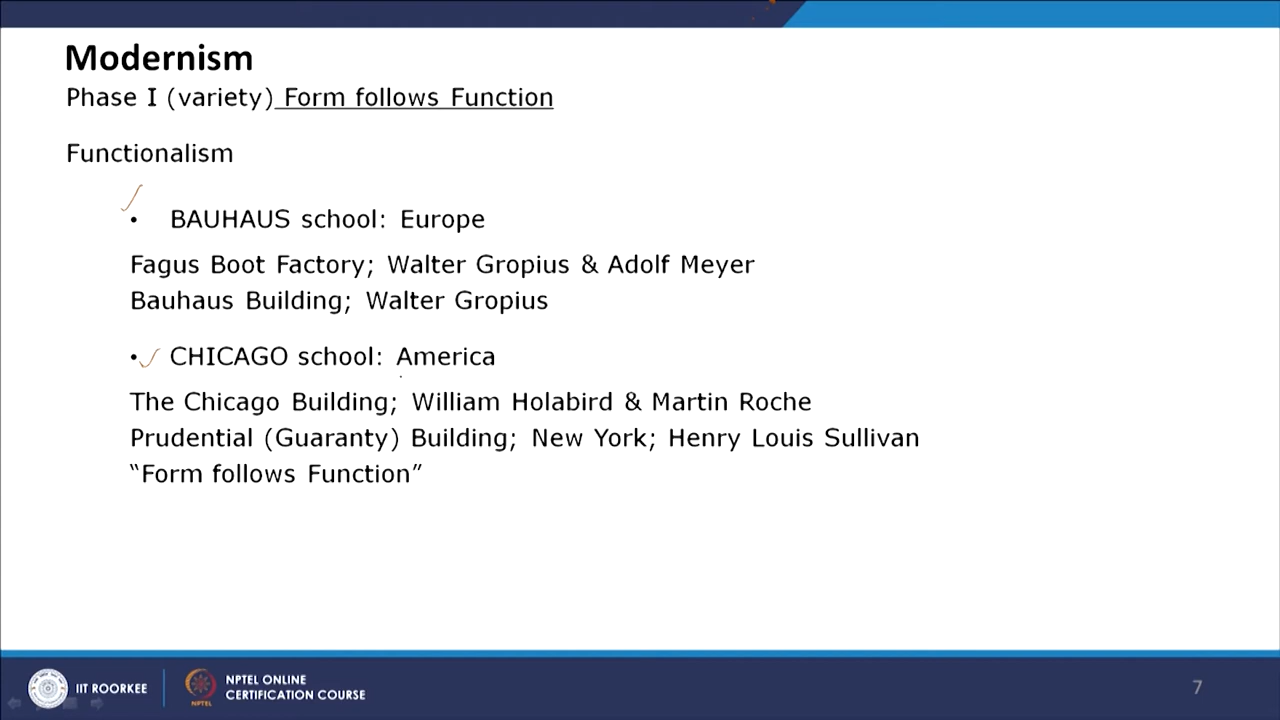 Modernism
Phase I (variety) Form follows Function
Functionalism
• BAUHAUS school: Europe
Fagus Boot Factory; Walter Gropius & Adolf Meyer
Bauhaus Building; Walter Gropius
• CHICAGO school: America
The Chicago Building; William Holabird & Martin Roche
Prudential (Guaranty) Building; New York; Henry Louis Sullivan
“Form follows Function”
IIT ROORKEE
NPTEL
NPTEL ONLINE
CERTIFICATION COURSE
7